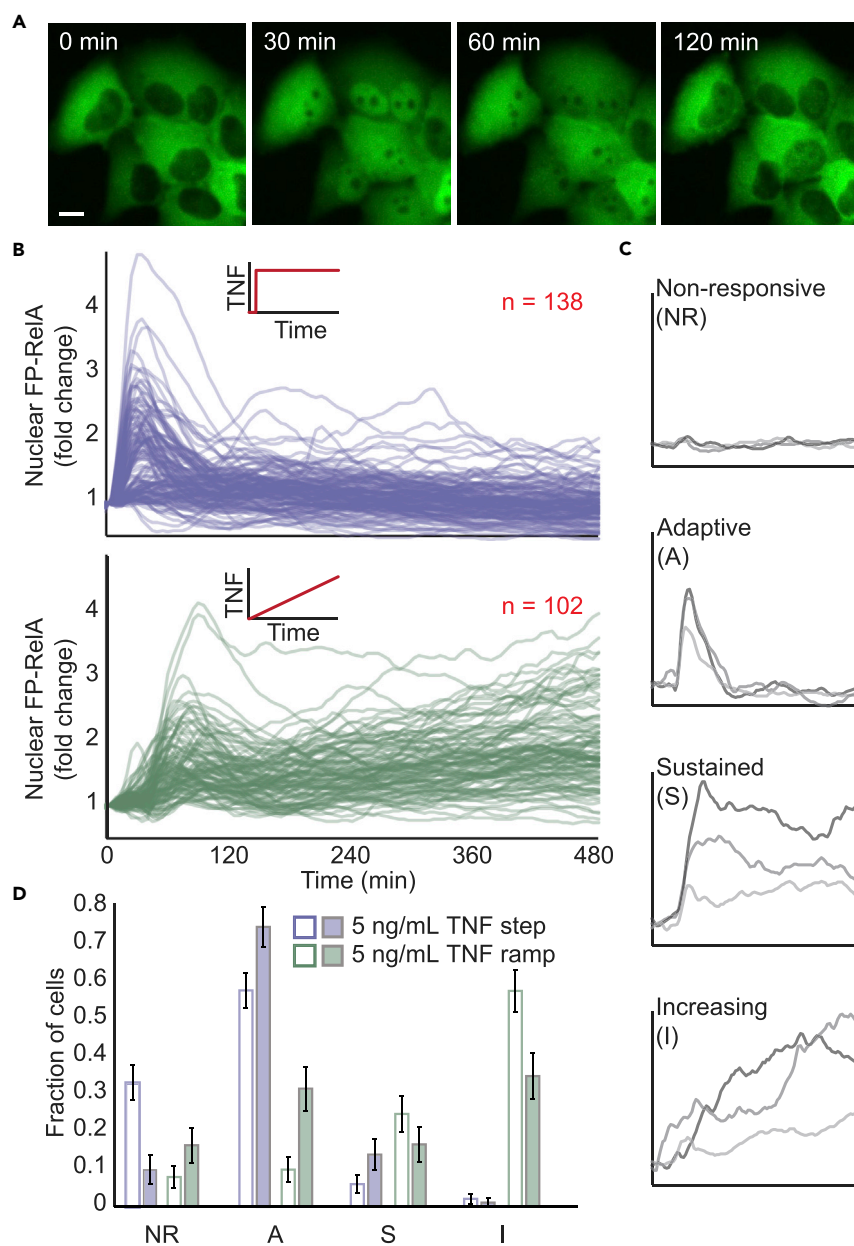 A
0 min
30 min
60 min
120 min
B
Nuclear FP-RelA
(fold change)
4
3
2
1
TNF
Time
n = 138
Nuclear FP-RelA
(fold change)
4
3
2
1
TNF
Time
n = 102
0
120
240
360
480
Time (min)
C
Non-responsive
(NR)
Adaptive
(A)
Sustained
(S)
Increasing
(I)
D
Fraction of cells
0.8
0.7
0.6
0.5
0.4
0.3
0.2
0.1
0
5 ng/mL TNF step
5 ng/mL TNF ramp
NR
A
S
I